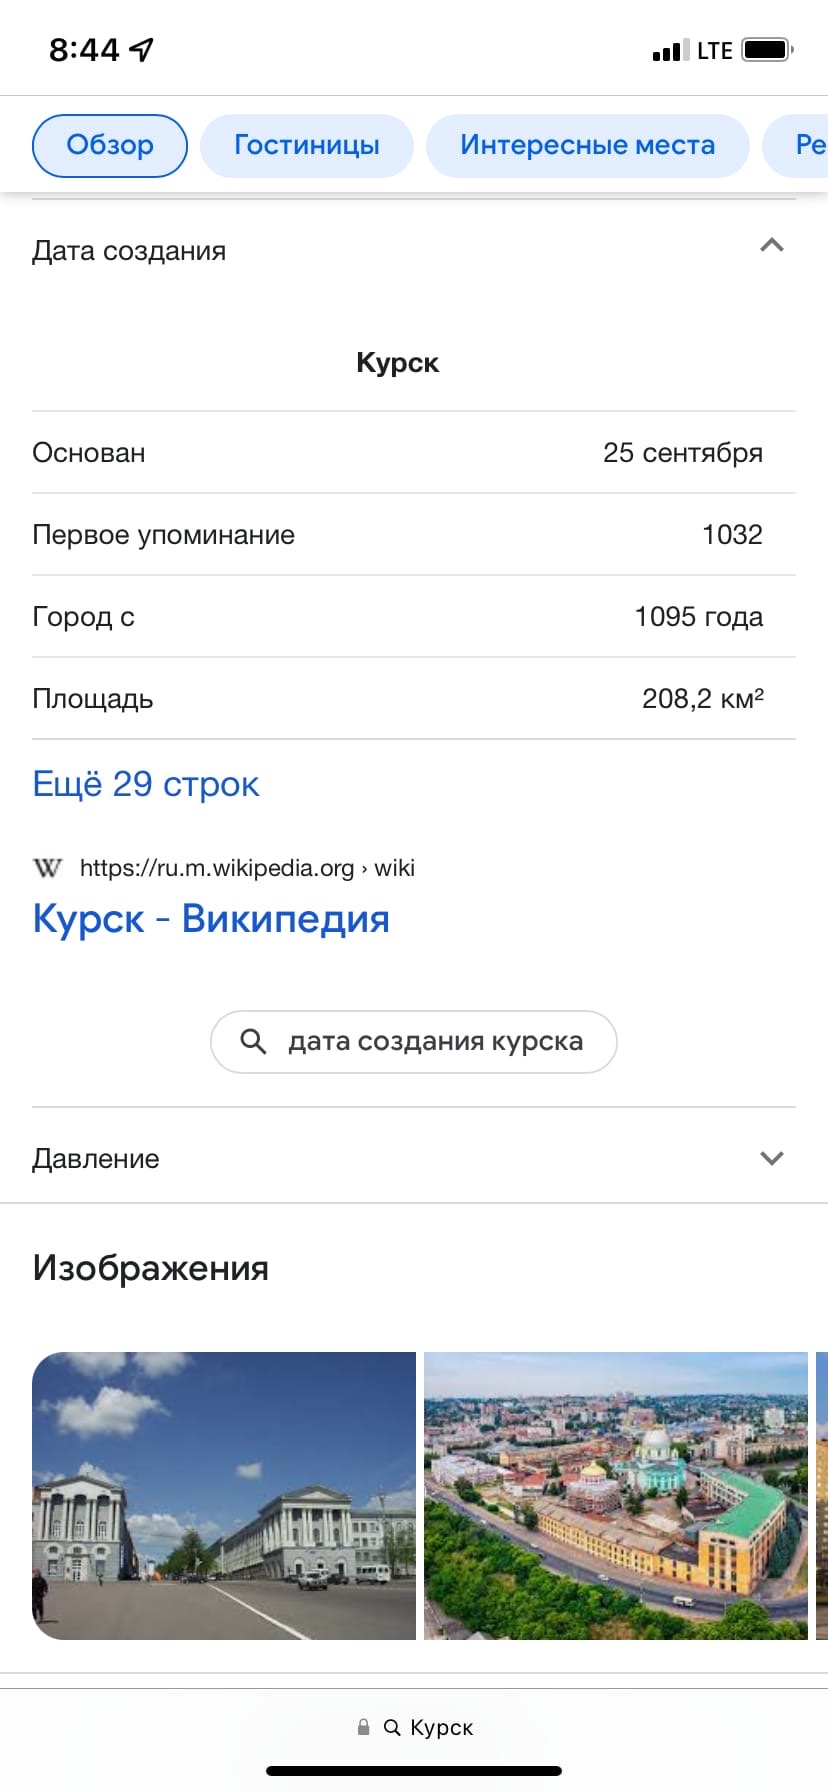 8:44
LTE
Обзор
Гостиницы
Интересные места
Ре
Дата создания
Курск
Основан 25 сентября
Первое упоминание 1032
Город с 1095 года
Площадь 208,2 км²
Ещё 29 строк
W https://ru.m.wikipedia.org › wiki
Курск - Википедия
дата создания курска
Давление
Изображения
Курск